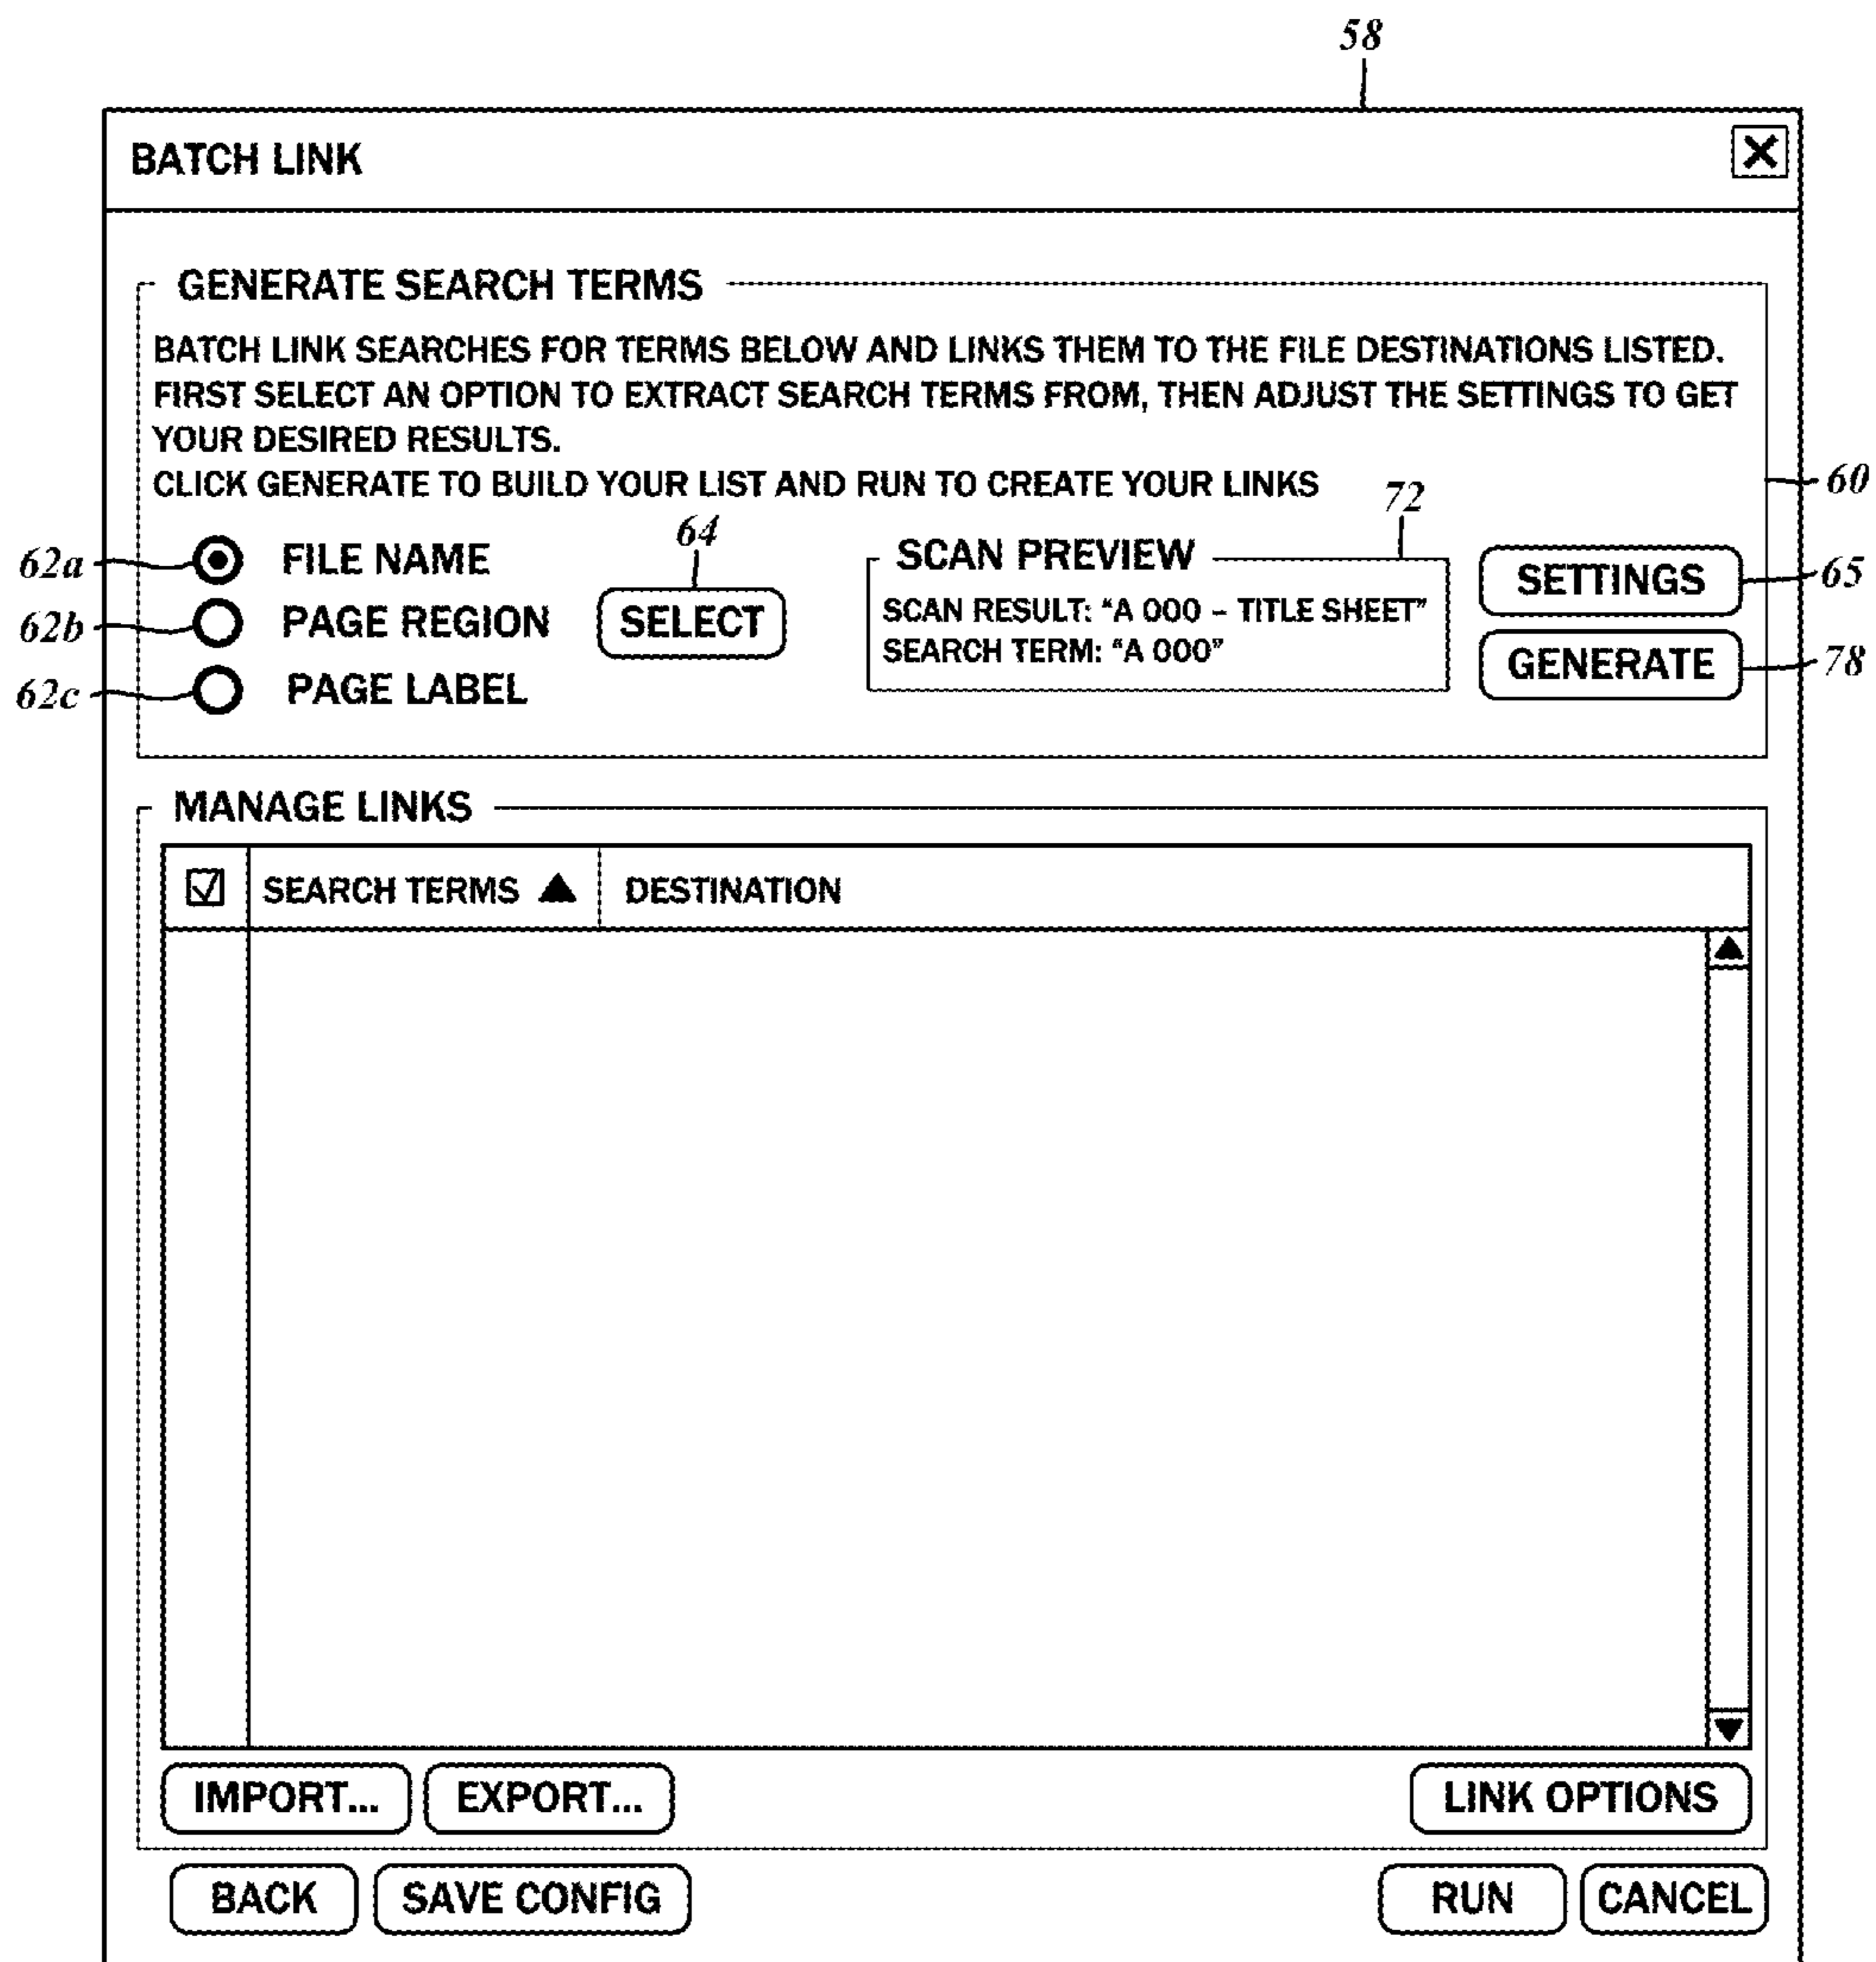 58
BATCH LINK
GENERATE SEARCH TERMS
BATCH LINK SEARCHES FOR TERMS BELOW AND LINKS THEM TO THE FILE DESTINATIONS LISTED.
FIRST SELECT AN OPTION TO EXTRACT SEARCH TERMS FROM, THEN ADJUST THE SETTINGS TO GET
YOUR DESIRED RESULTS.
CLICK GENERATE TO BUILD YOUR LIST AND RUN TO CREATE YOUR LINKS
60
62a FILE NAME
62b PAGE REGION
62c PAGE LABEL
64
SELECT
72
SCAN PREVIEW
SCAN RESULT: “A 000 – TITLE SHEET”
SEARCH TERM: “A 000”
SETTINGS 65
GENERATE 78
MANAGE LINKS
SEARCH TERMS ▲ DESTINATION
IMPORT... EXPORT... LINK OPTIONS
BACK SAVE CONFIG RUN CANCEL